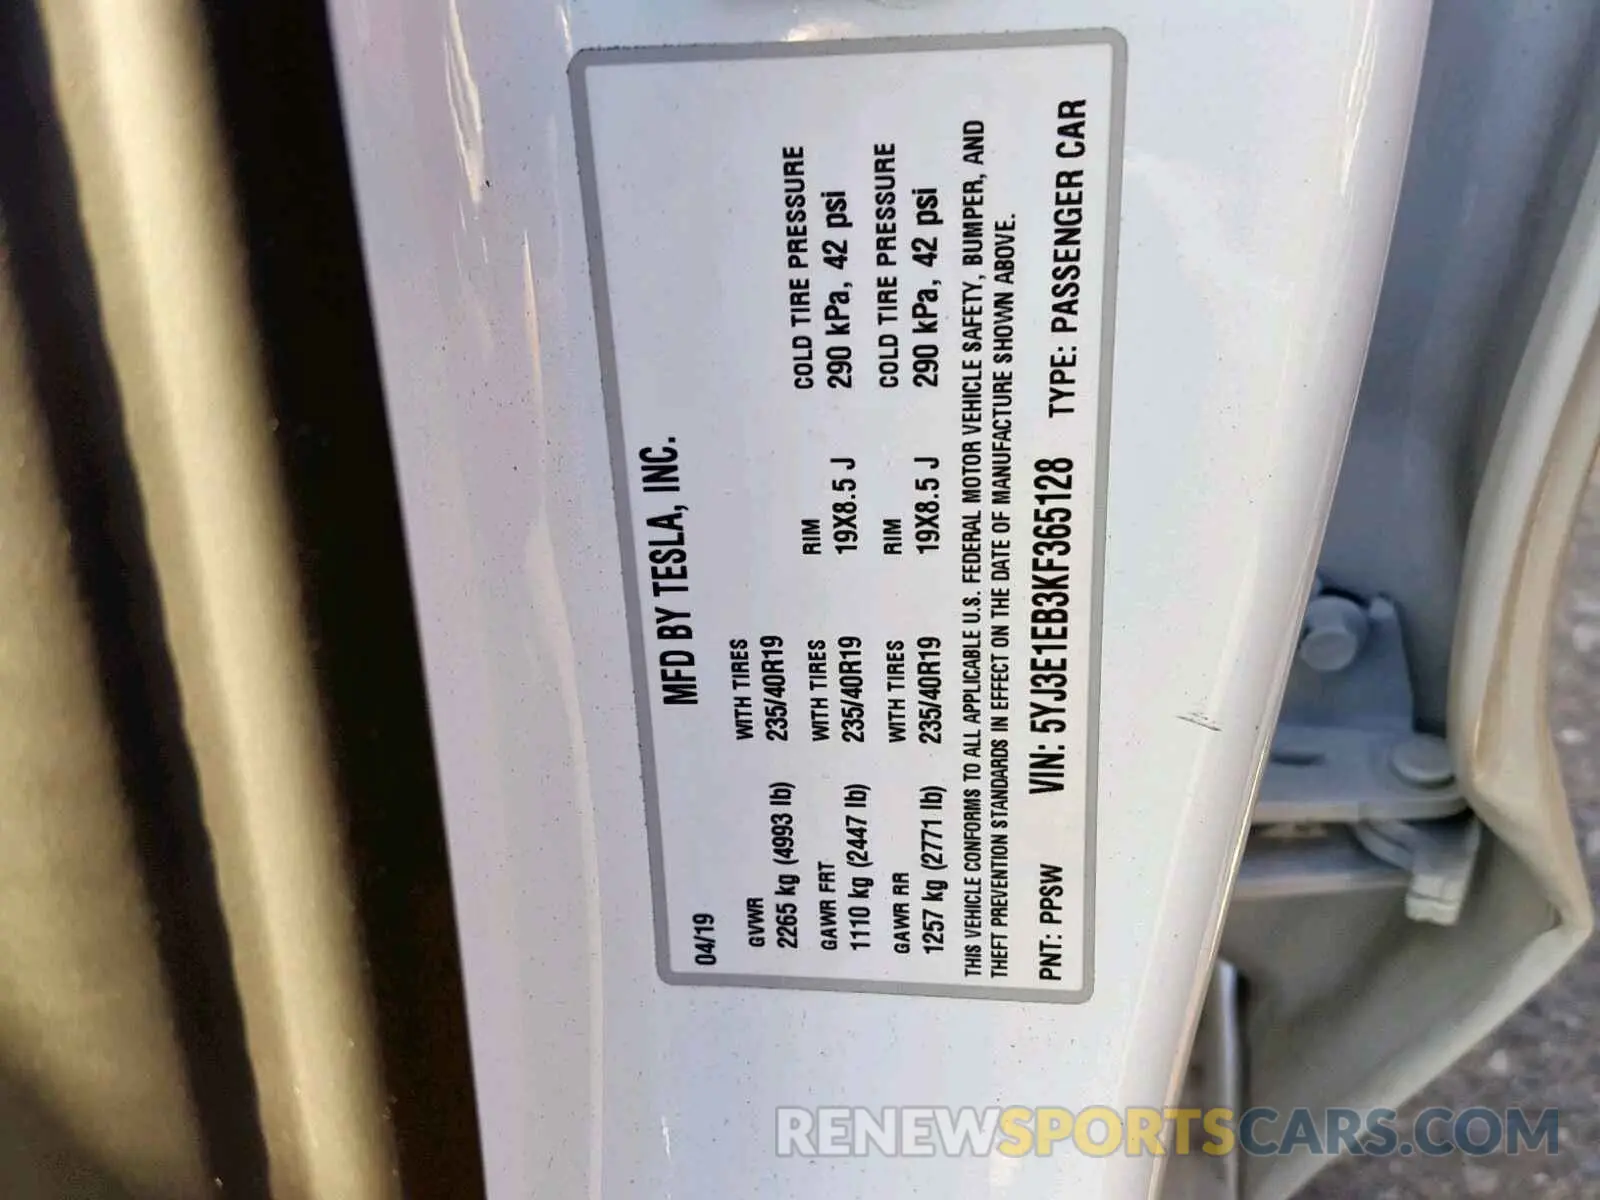 MFD BY TESLA, INC.
04/19
GVWR WITH TIRES
2265 kg (4993 lb) 235/40R19
GAWR FRT WITH TIRES RIM COLD TIRE PRESSURE
1110 kg (2447 lb) 235/40R19 19X8.5 J 290 kPa, 42 psi
GAWR RR WITH TIRES RIM COLD TIRE PRESSURE
1257 kg (2771 lb) 235/40R19 19X8.5 J 290 kPa, 42 psi
THIS VEHICLE CONFORMS TO ALL APPLICABLE U.S. FEDERAL MOTOR VEHICLE SAFETY, BUMPER, AND
THEFT PREVENTION STANDARDS IN EFFECT ON THE DATE OF MANUFACTURE SHOWN ABOVE.
PNT: PPSW VIN: 5YJ3E1EB3KF365128 TYPE: PASSENGER CAR
RENEWSPORTSCARS.COM